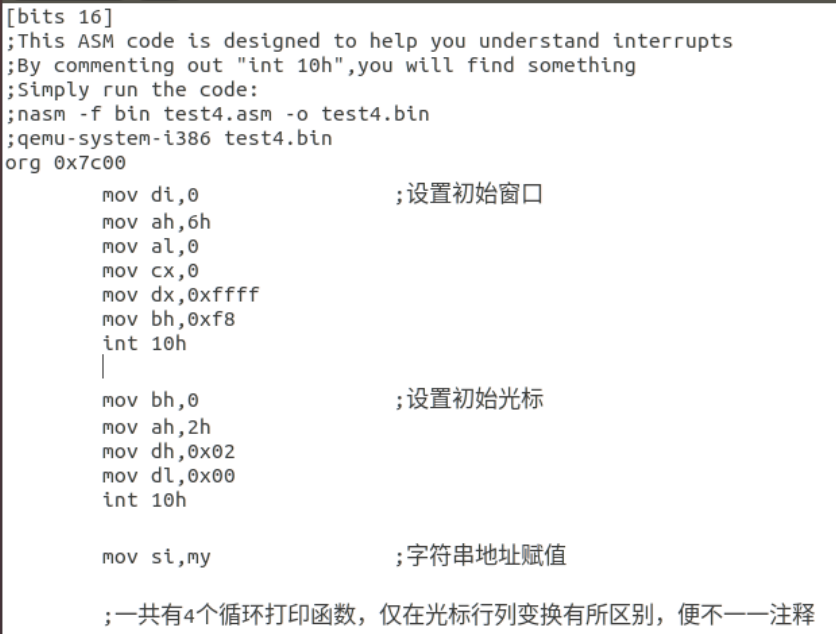 [bits 16]
;This ASM code is designed to help you understand interrupts
;By commenting out "int 10h",you will find something
;Simply run the code:
;nasm -f bin test4.asm -o test4.bin
;qemu-system-i386 test4.bin
org 0x7c00
mov di,0 ;设置初始窗口
mov ah,6h
mov al,0
mov cx,0
mov dx,0xffff
mov bh,0xf8
int 10h
mov bh,0 ;设置初始光标
mov ah,2h
mov dh,0x02
mov dl,0x00
int 10h
mov si,my ;字符串地址赋值
;一共有4个循环打印函数，仅在光标行列变换有所区别，便不一一注释